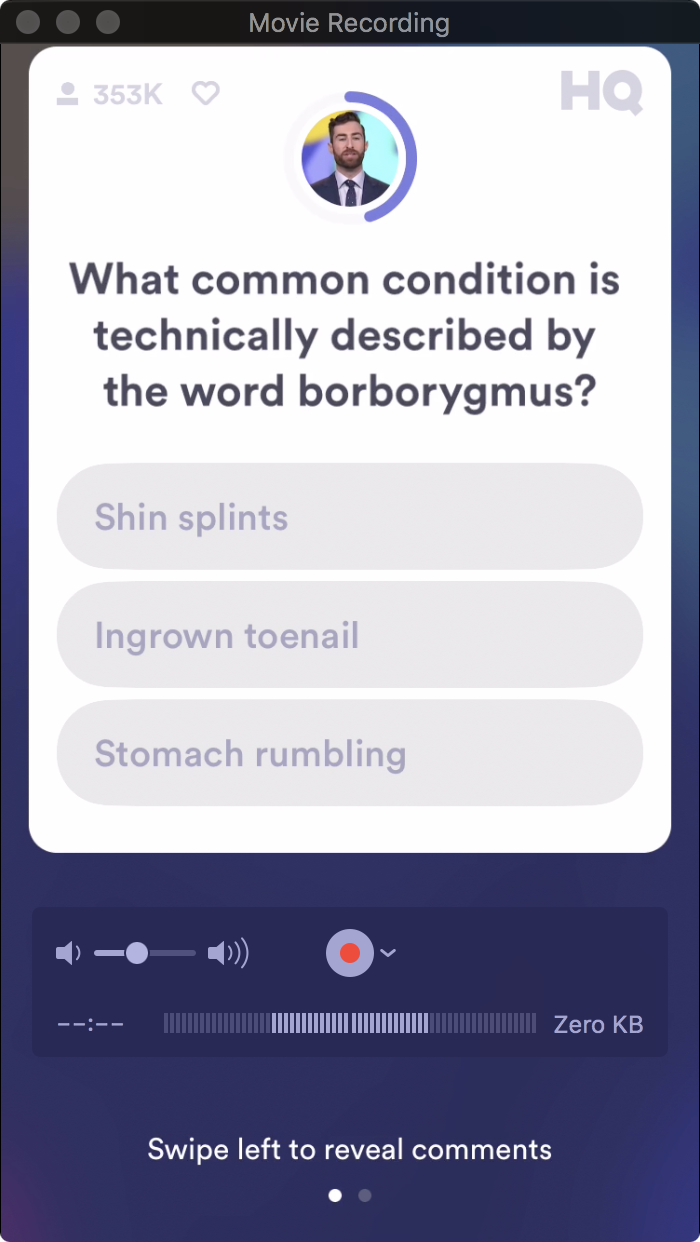 Movie Recording
353K
HQ
What common condition is
technically described by
the word borborygmus?
Shin splints
Ingrown toenail
Stomach rumbling
--:--
Zero KB
Swipe left to reveal comments